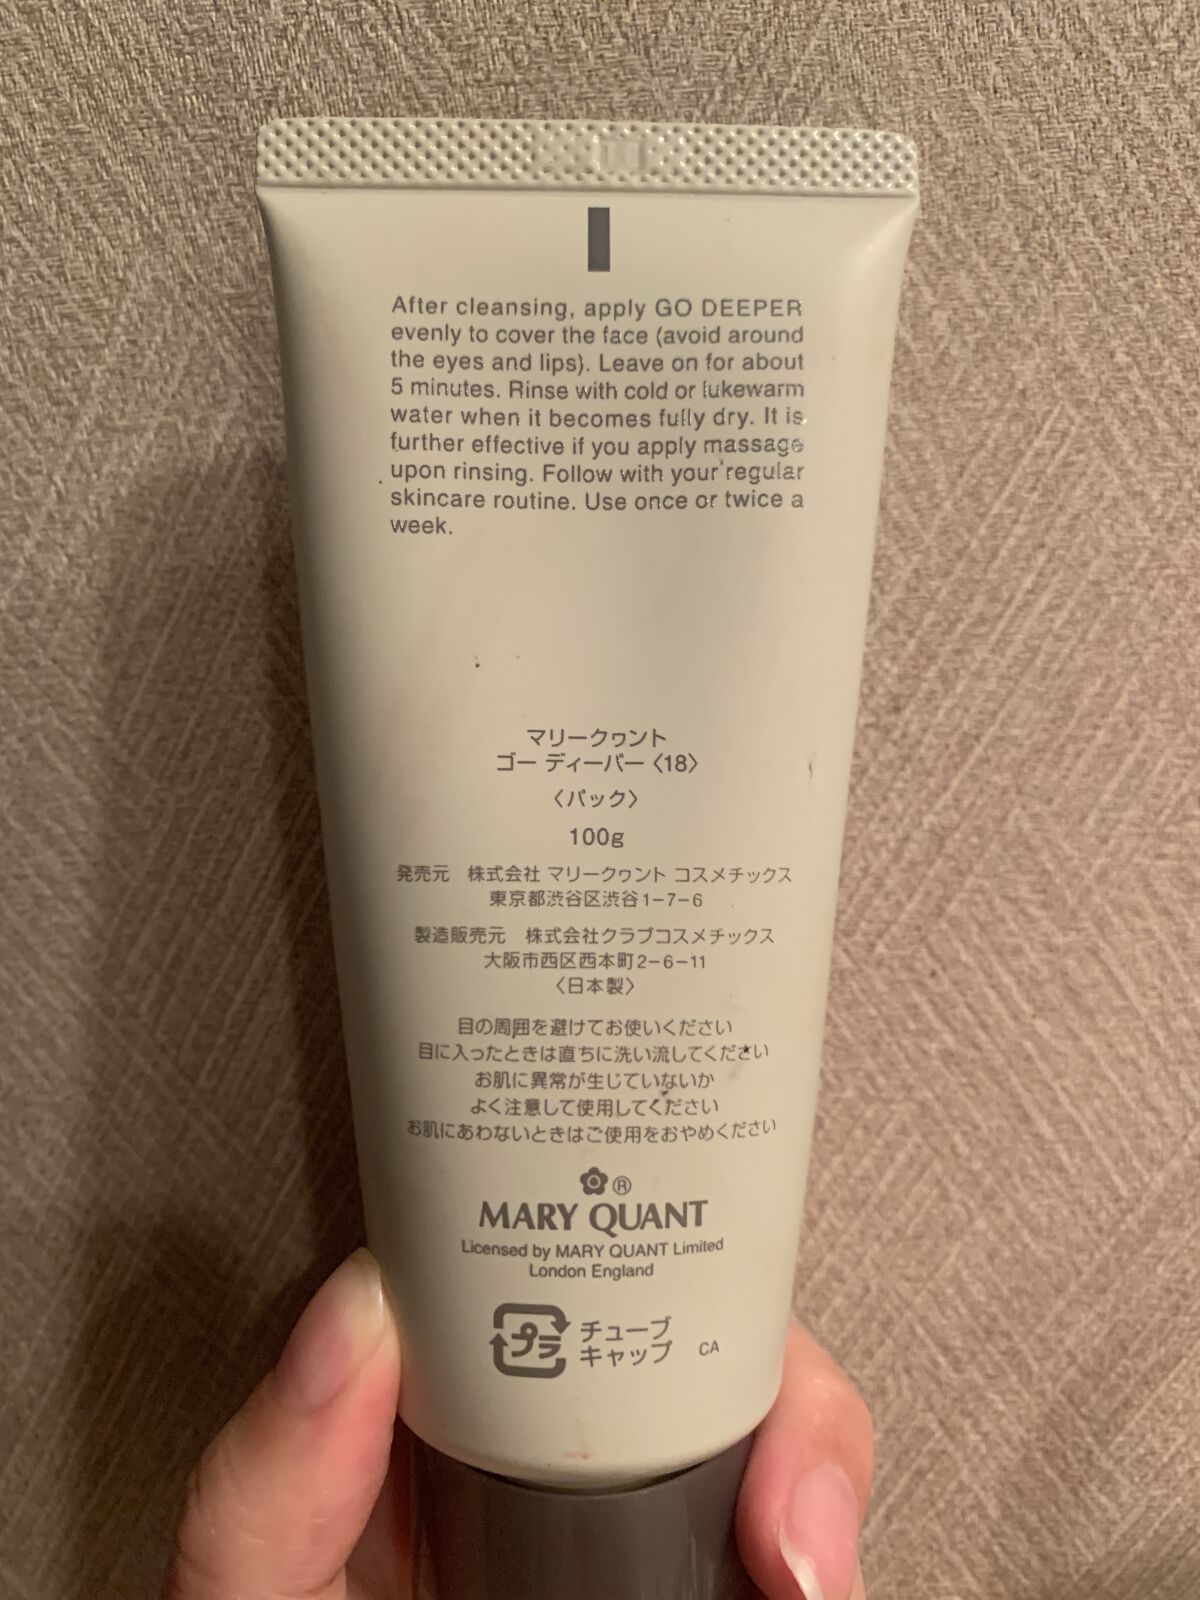 After cleansing, apply GO DEEPER
evenly to cover the face (avoid around
the eyes and lips). Leave on for about
5 minutes. Rinse with cold or lukewarm
water when it becomes fully dry. It is
further effective if you apply massage
upon rinsing. Follow with your regular
skincare routine. Use once or twice a
week.
マリークヮント
ゴー ディーパー〈18〉
〈パック〉
100g
発売元 株式会社 マリークヮント コスメチックス
東京都渋谷区渋谷1-7-6
製造販売元 株式会社クラブコスメチックス
大阪市西区西本町2-6-11
〈日本製〉
目の周囲を避けてお使いください
目に入ったときは直ちに洗い流してください
お肌に異常が生じていないか
よく注意して使用してください
お肌にあわないときはご使用をおやめください
®
MARY QUANT
Licensed by MARY QUANT Limited
London England
プラ
チューブ
キャップ CA